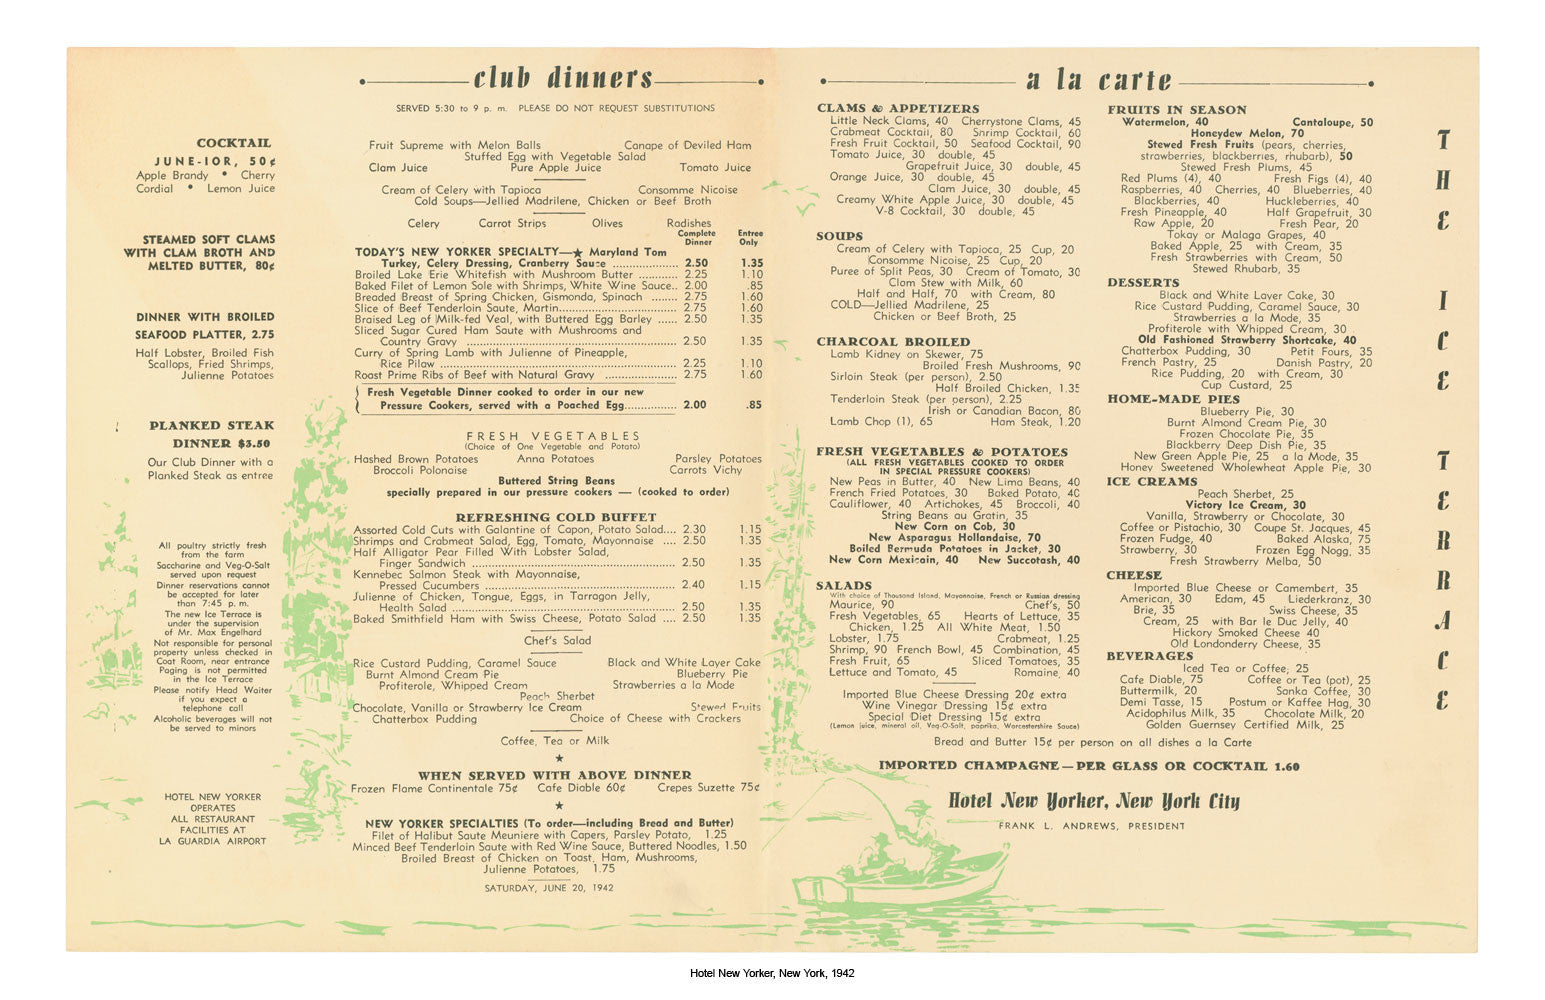 COCKTAIL
JUNE-IOR, 50¢
Apple Brandy • Cherry
Cordial • Lemon Juice
STEAMED SOFT CLAMS
WITH CLAM BROTH AND
MELTED BUTTER, 80¢
DINNER WITH BROILED
SEAFOOD PLATTER, 2.75
Half Lobster, Broiled Fish
Scallops, Fried Shrimps,
Julienne Potatoes
PLANKED STEAK
DINNER $3.50
Our Club Dinner with a
Planked Steak as entree
All poultry strictly fresh
from the farm
Saccharine and Veg-O-Salt
served upon request
Dinner reservations cannot
be accepted for later
than 7:45 p. m.
The new Ice Terrace is
under the supervision
of Mr. Max Engelhard
Not responsible for personal
property unless checked in
Coat Room, near entrance
Paging is not permitted
in the Ice Terrace
Please notify Head Waiter
if you expect a
telephone call
Alcoholic beverages will not
be served to minors
HOTEL NEW YORKER
OPERATES
ALL RESTAURANT
FACILITIES AT
LA GUARDIA AIRPORT
club dinners
SERVED 5:30 to 9 p. m. PLEASE DO NOT REQUEST SUBSTITUTIONS
Fruit Supreme with Melon Balls Canape of Deviled Ham
Stuffed Egg with Vegetable Salad
Clam Juice Pure Apple Juice Tomato Juice
Cream of Celery with Tapioca Consomme Nicoise
Cold Soups—Jellied Madrilene, Chicken or Beef Broth
Celery Carrot Strips Olives Radishes
Complete Dinner Entree Only
TODAY'S NEW YORKER SPECIALTY—★ Maryland Tom
Turkey, Celery Dressing, Cranberry Sauce ................ 2.50 1.35
Broiled Lake Erie Whitefish with Mushroom Butter ............ 2.25 1.10
Baked Filet of Lemon Sole with Shrimps, White Wine Sauce.. 2.00 .85
Breaded Breast of Spring Chicken, Gismonda, Spinach ........ 2.75 1.60
Slice of Beef Tenderloin Saute, Martin............................... 2.75 1.60
Braised Leg of Milk-fed Veal, with Buttered Egg Barley ...... 2.50 1.35
Sliced Sugar Cured Ham Saute with Mushrooms and
Country Gravy ...................................................... 2.50 1.35
Curry of Spring Lamb with Julienne of Pineapple,
Rice Pilaw ............................................................ 2.25 1.10
Roast Prime Ribs of Beef with Natural Gravy .................. 2.75 1.60
Fresh Vegetable Dinner cooked to order in our new
Pressure Cookers, served with a Poached Egg............... 2.00 .85
FRESH VEGETABLES
(Choice of One Vegetable and Potato)
Hashed Brown Potatoes Anna Potatoes Parsley Potatoes
Broccoli Polonaise Carrots Vichy
Buttered String Beans
specially prepared in our pressure cookers — (cooked to order)
REFRESHING COLD BUFFET
Assorted Cold Cuts with Galantine of Capon, Potato Salad.... 2.30 1.15
Shrimps and Crabmeat Salad, Egg, Tomato, Mayonnaise .... 2.50 1.35
Half Alligator Pear Filled With Lobster Salad,
Finger Sandwich .................................................... 2.50 1.35
Kennebec Salmon Steak with Mayonnaise,
Pressed Cucumbers ................................................ 2.40 1.15
Julienne of Chicken, Tongue, Eggs, in Tarragon Jelly,
Health Salad ........................................................ 2.50 1.35
Baked Smithfield Ham with Swiss Cheese, Potato Salad .... 2.50 1.35
Chef's Salad
Rice Custard Pudding, Caramel Sauce Black and White Layer Cake
Burnt Almond Cream Pie Blueberry Pie
Profiterole, Whipped Cream Strawberries a la Mode
Peach Sherbet
Chocolate, Vanilla or Strawberry Ice Cream Stewed Fruits
Chatterbox Pudding Choice of Cheese with Crackers
Coffee, Tea or Milk
★
WHEN SERVED WITH ABOVE DINNER
Frozen Flame Continentale 75¢ Cafe Diable 60¢ Crepes Suzette 75¢
★
NEW YORKER SPECIALTIES (To order—including Bread and Butter)
Filet of Halibut Saute Meuniere with Capers, Parsley Potato, 1.25
Minced Beef Tenderloin Saute with Red Wine Sauce, Buttered Noodles, 1.50
Broiled Breast of Chicken on Toast, Ham, Mushrooms,
Julienne Potatoes, 1.75
SATURDAY, JUNE 20, 1942
a la carte
CLAMS & APPETIZERS
Little Neck Clams, 40 Cherrystone Clams, 45
Crabmeat Cocktail, 80 Shrimp Cocktail, 60
Fresh Fruit Cocktail, 50 Seafood Cocktail, 90
Tomato Juice, 30 double, 45
Grapefruit Juice, 30 double, 45
Orange Juice, 30 double, 45
Clam Juice, 30 double, 45
Creamy White Apple Juice, 30 double, 45
V-8 Cocktail, 30 double, 45
SOUPS
Cream of Celery with Tapioca, 25 Cup, 20
Consomme Nicoise, 25 Cup, 20
Puree of Split Peas, 30 Cream of Tomato, 30
Clam Stew with Milk, 60
Half and Half, 70 with Cream, 80
COLD—Jellied Madrilene, 25
Chicken or Beef Broth, 25
CHARCOAL BROILED
Lamb Kidney on Skewer, 75
Broiled Fresh Mushrooms, 90
Sirloin Steak (per person), 2.50
Half Broiled Chicken, 1.35
Tenderloin Steak (per person), 2.25
Irish or Canadian Bacon, 80
Lamb Chop (1), 65 Ham Steak, 1.20
FRESH VEGETABLES & POTATOES
(ALL FRESH VEGETABLES COOKED TO ORDER
IN SPECIAL PRESSURE COOKERS)
New Peas in Butter, 40 New Lima Beans, 40
French Fried Potatoes, 30 Baked Potato, 40
Cauliflower, 40 Artichokes, 45 Broccoli, 40
String Beans au Gratin, 35
New Corn on Cob, 30
New Asparagus Hollandaise, 70
Boiled Bermuda Potatoes in Jacket, 30
New Corn Mexicain, 40 New Succotash, 40
SALADS
With choice of Thousand Island, Mayonnaise, French or Russian dressing
Maurice, 90 Chef's, 50
Fresh Vegetables, 65 Hearts of Lettuce, 35
Chicken, 1.25 All White Meat, 1.50
Lobster, 1.75 Crabmeat, 1.25
Shrimp, 90 French Bowl, 45 Combination, 45
Fresh Fruit, 65 Sliced Tomatoes, 35
Lettuce and Tomato, 45 Romaine, 40
Imported Blue Cheese Dressing 20¢ extra
Wine Vinegar Dressing 15¢ extra
Special Diet Dressing 15¢ extra
(Lemon juice, mineral oil, Veg-O-Salt, paprika, Worcestershire Sauce)
FRUITS IN SEASON
Watermelon, 40 Cantaloupe, 50
Honeydew Melon, 70
Stewed Fresh Fruits (pears, cherries,
strawberries, blackberries, rhubarb), 50
Stewed Fresh Plums, 45
Red Plums (4), 40 Fresh Figs (4), 40
Raspberries, 40 Cherries, 40 Blueberries, 40
Blackberries, 40 Huckleberries, 40
Fresh Pineapple, 40 Half Grapefruit, 30
Raw Apple, 20 Fresh Pear, 20
Tokay or Malaga Grapes, 40
Baked Apple, 25 with Cream, 35
Fresh Strawberries with Cream, 50
Stewed Rhubarb, 35
DESSERTS
Black and White Layer Cake, 30
Rice Custard Pudding, Caramel Sauce, 30
Strawberries a la Mode, 35
Profiterole with Whipped Cream, 30
Old Fashioned Strawberry Shortcake, 40
Chatterbox Pudding, 30 Petit Fours, 35
French Pastry, 25 Danish Pastry, 20
Rice Pudding, 20 with Cream, 30
Cup Custard, 25
HOME-MADE PIES
Blueberry Pie, 30
Burnt Almond Cream Pie, 30
Frozen Chocolate Pie, 35
Blackberry Deep Dish Pie, 35
New Green Apple Pie, 25 a la Mode, 35
Honey Sweetened Wholewheat Apple Pie, 30
ICE CREAMS
Peach Sherbet, 25
Victory Ice Cream, 30
Vanilla, Strawberry or Chocolate, 30
Coffee or Pistachio, 30 Coupe St. Jacques, 45
Frozen Fudge, 40 Baked Alaska, 75
Strawberry, 30 Frozen Egg Nogg, 35
Fresh Strawberry Melba, 50
CHEESE
Imported Blue Cheese or Camembert, 35
American, 30 Edam, 45 Liederkranz, 30
Brie, 35 Swiss Cheese, 35
Cream, 25 with Bar le Duc Jelly, 40
Hickory Smoked Cheese 40
Old Londonderry Cheese, 35
BEVERAGES
Iced Tea or Coffee, 25
Cafe Diable, 75 Coffee or Tea (pot), 25
Buttermilk, 20 Sanka Coffee, 30
Demi Tasse, 15 Postum or Kaffee Hag, 30
Acidophilus Milk, 35 Chocolate Milk, 20
Golden Guernsey Certified Milk, 25
Bread and Butter 15¢ per person on all dishes a la Carte
IMPORTED CHAMPAGNE—PER GLASS OR COCKTAIL 1.60
Hotel New Yorker, New York City
FRANK L. ANDREWS, PRESIDENT
THE
ICE
TERRACE
Hotel New Yorker, New York, 1942